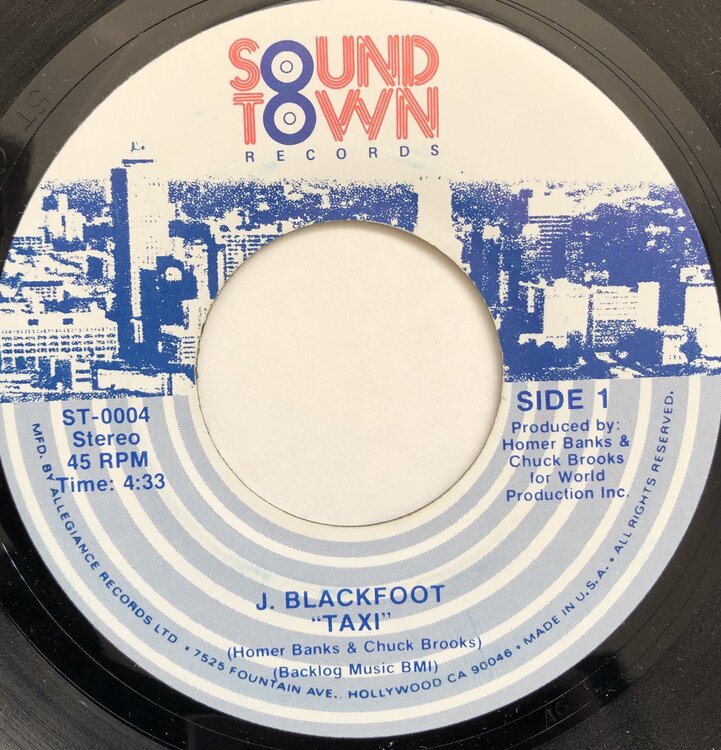 SOUND
TOWN
RECORDS
ST-0004
Stereo
45 RPM
Time: 4:33
SIDE 1
Produced by:
Homer Banks &
Chuck Brooks
for World
Production Inc.
J. BLACKFOOT
"TAXI"
(Homer Banks & Chuck Brooks)
(Backlog Music BMI)
MFD. BY ALLEGIANCE RECORDS LTD • 7525 FOUNTAIN AVE., HOLLYWOOD CA 90046 • MADE IN U.S.A. • ALL RIGHTS RESERVED.